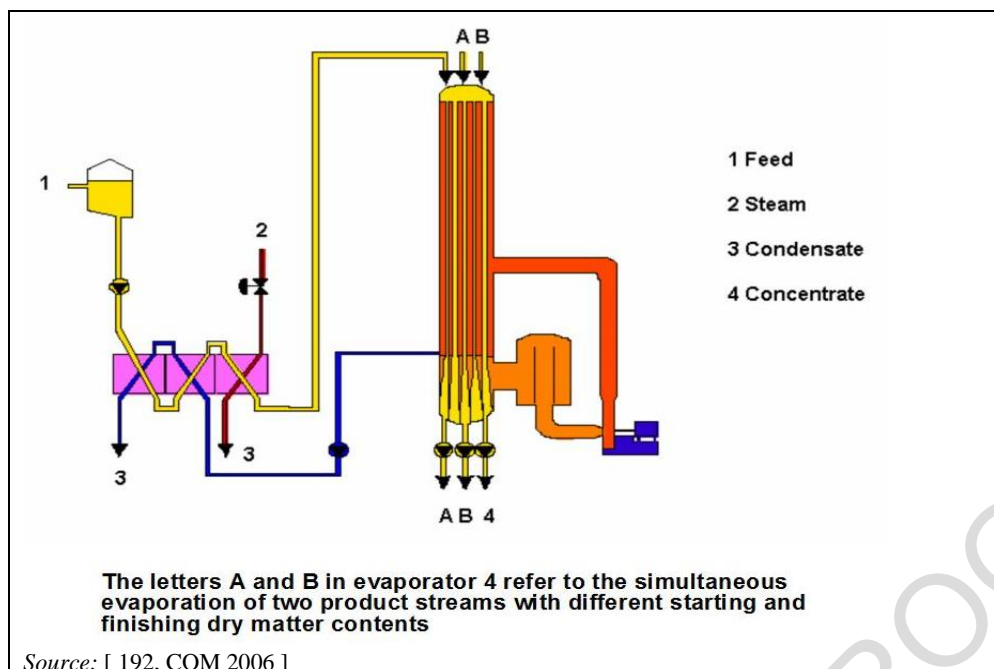 A B
1
2
3
3
A B 4
1 Feed
2 Steam
3 Condensate
4 Concentrate
The letters A and B in evaporator 4 refer to the simultaneous
evaporation of two product streams with different starting and
finishing dry matter contents
Source: [ 192, COM 2006 ]